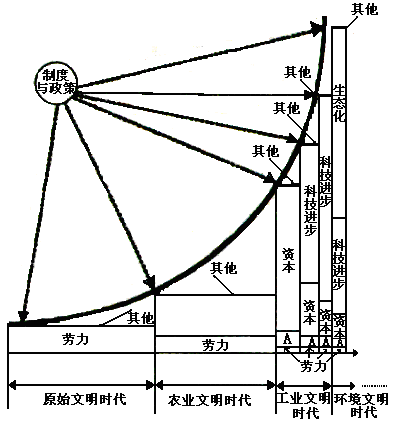 其他
制度
与政策
其他
生态化
其他
其他
其他
科技进步
科技进步
科技进步
资本
其他
其他
劳力
劳力
资本
资本
资本
A
A
A
A
劳力
原始文明时代
农业文明时代
工业文明
时代
环境文明
时代